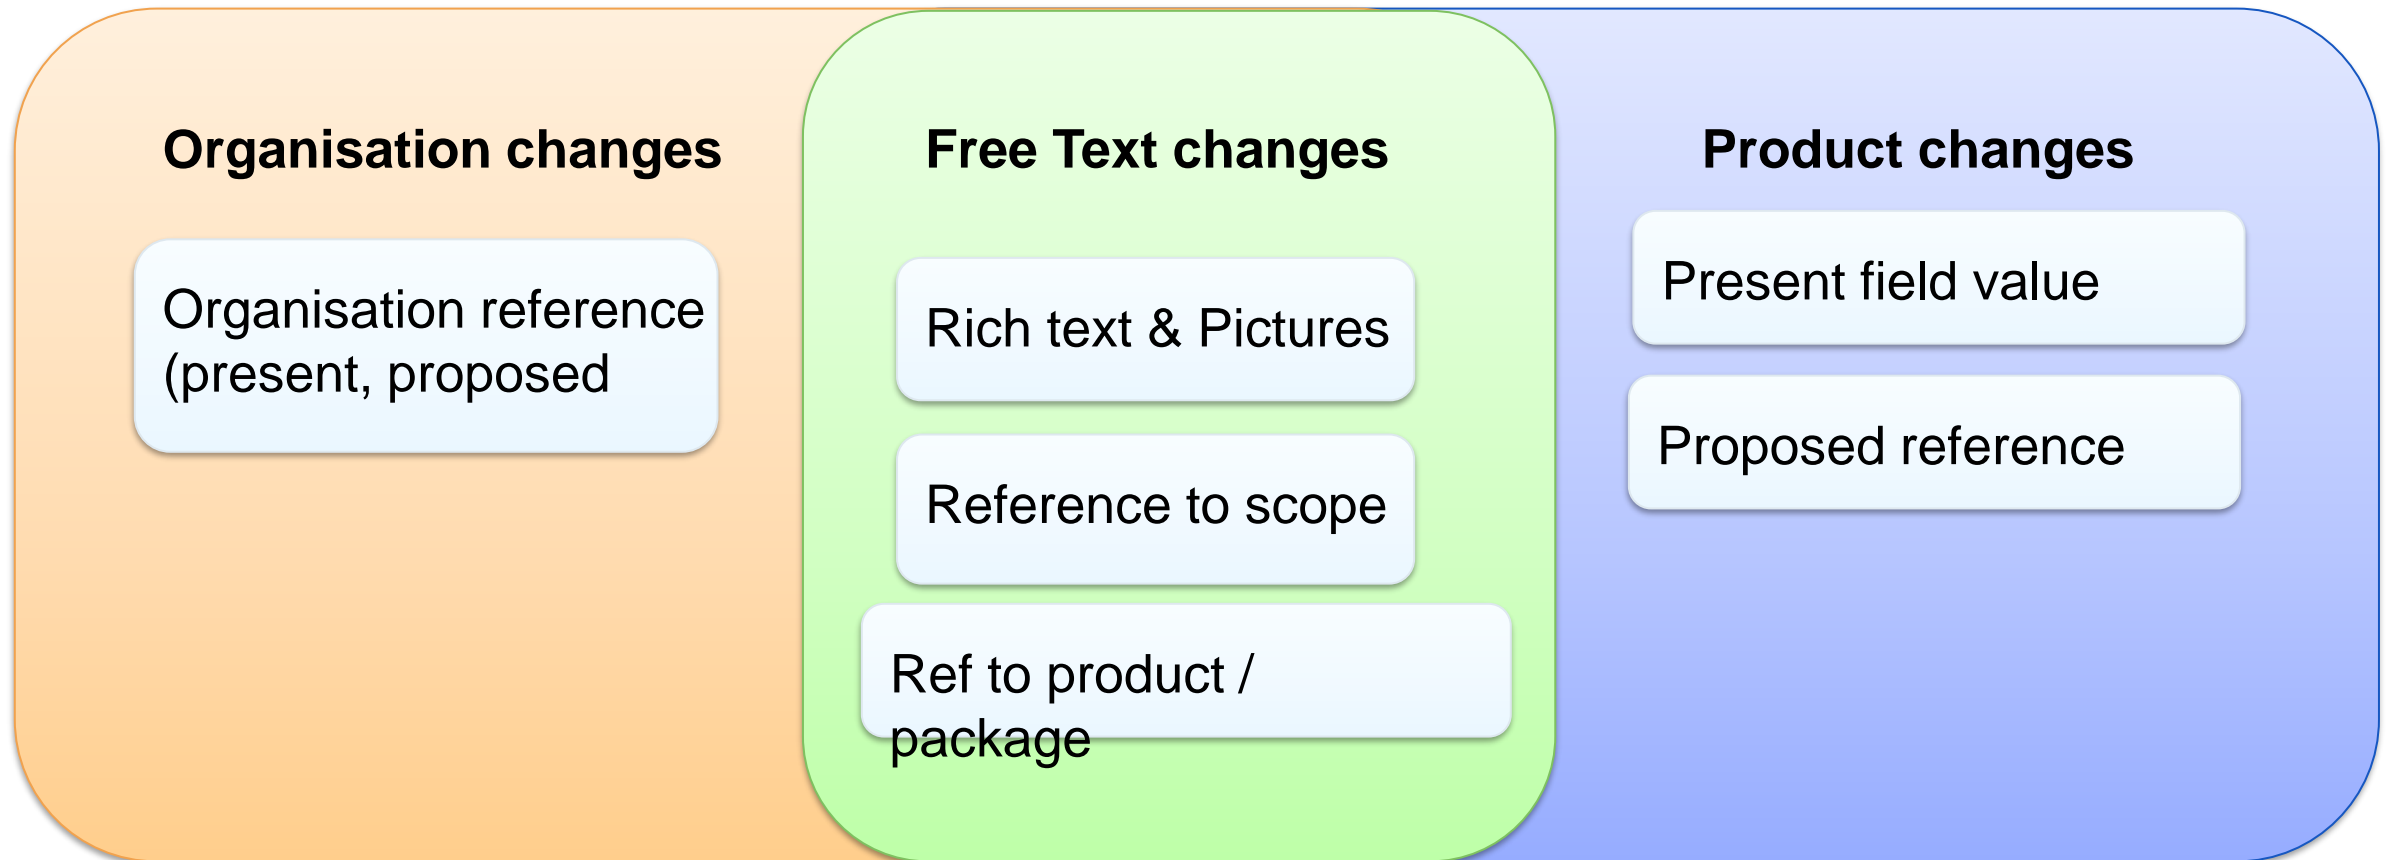 Organisation changes
Organisation reference
(present, proposed
Free Text changes
Rich text & Pictures
Reference to scope
Ref to product /
package
Product changes
Present field value
Proposed reference